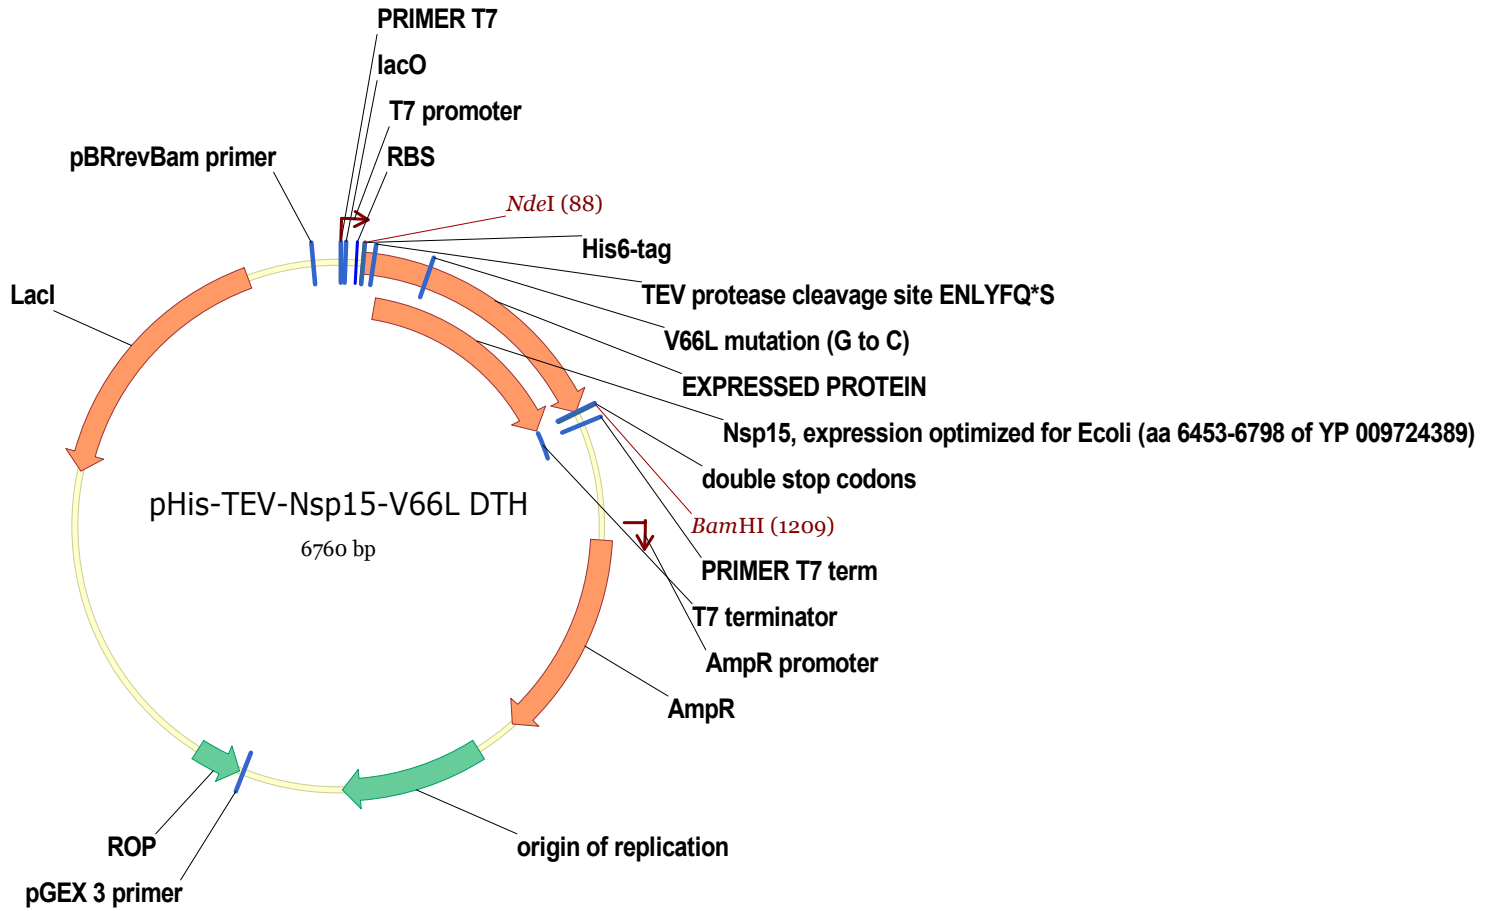 PRIMER T7
lacO
T7 promoter
pBRrevBam primer
RBS
NdeI (88)
His6-tag
LacI
TEV protease cleavage site ENLYFQ*S
V66L mutation (G to C)
EXPRESSED PROTEIN
Nsp15, expression optimized for Ecoli (aa 6453-6798 of YP 009724389)
double stop codons
pHis-TEV-Nsp15-V66L DTH
BamHI (1209)
6760 bp
PRIMER T7 term
T7 terminator
AmpR promoter
AmpR
ROP
origin of replication
pGEX 3 primer